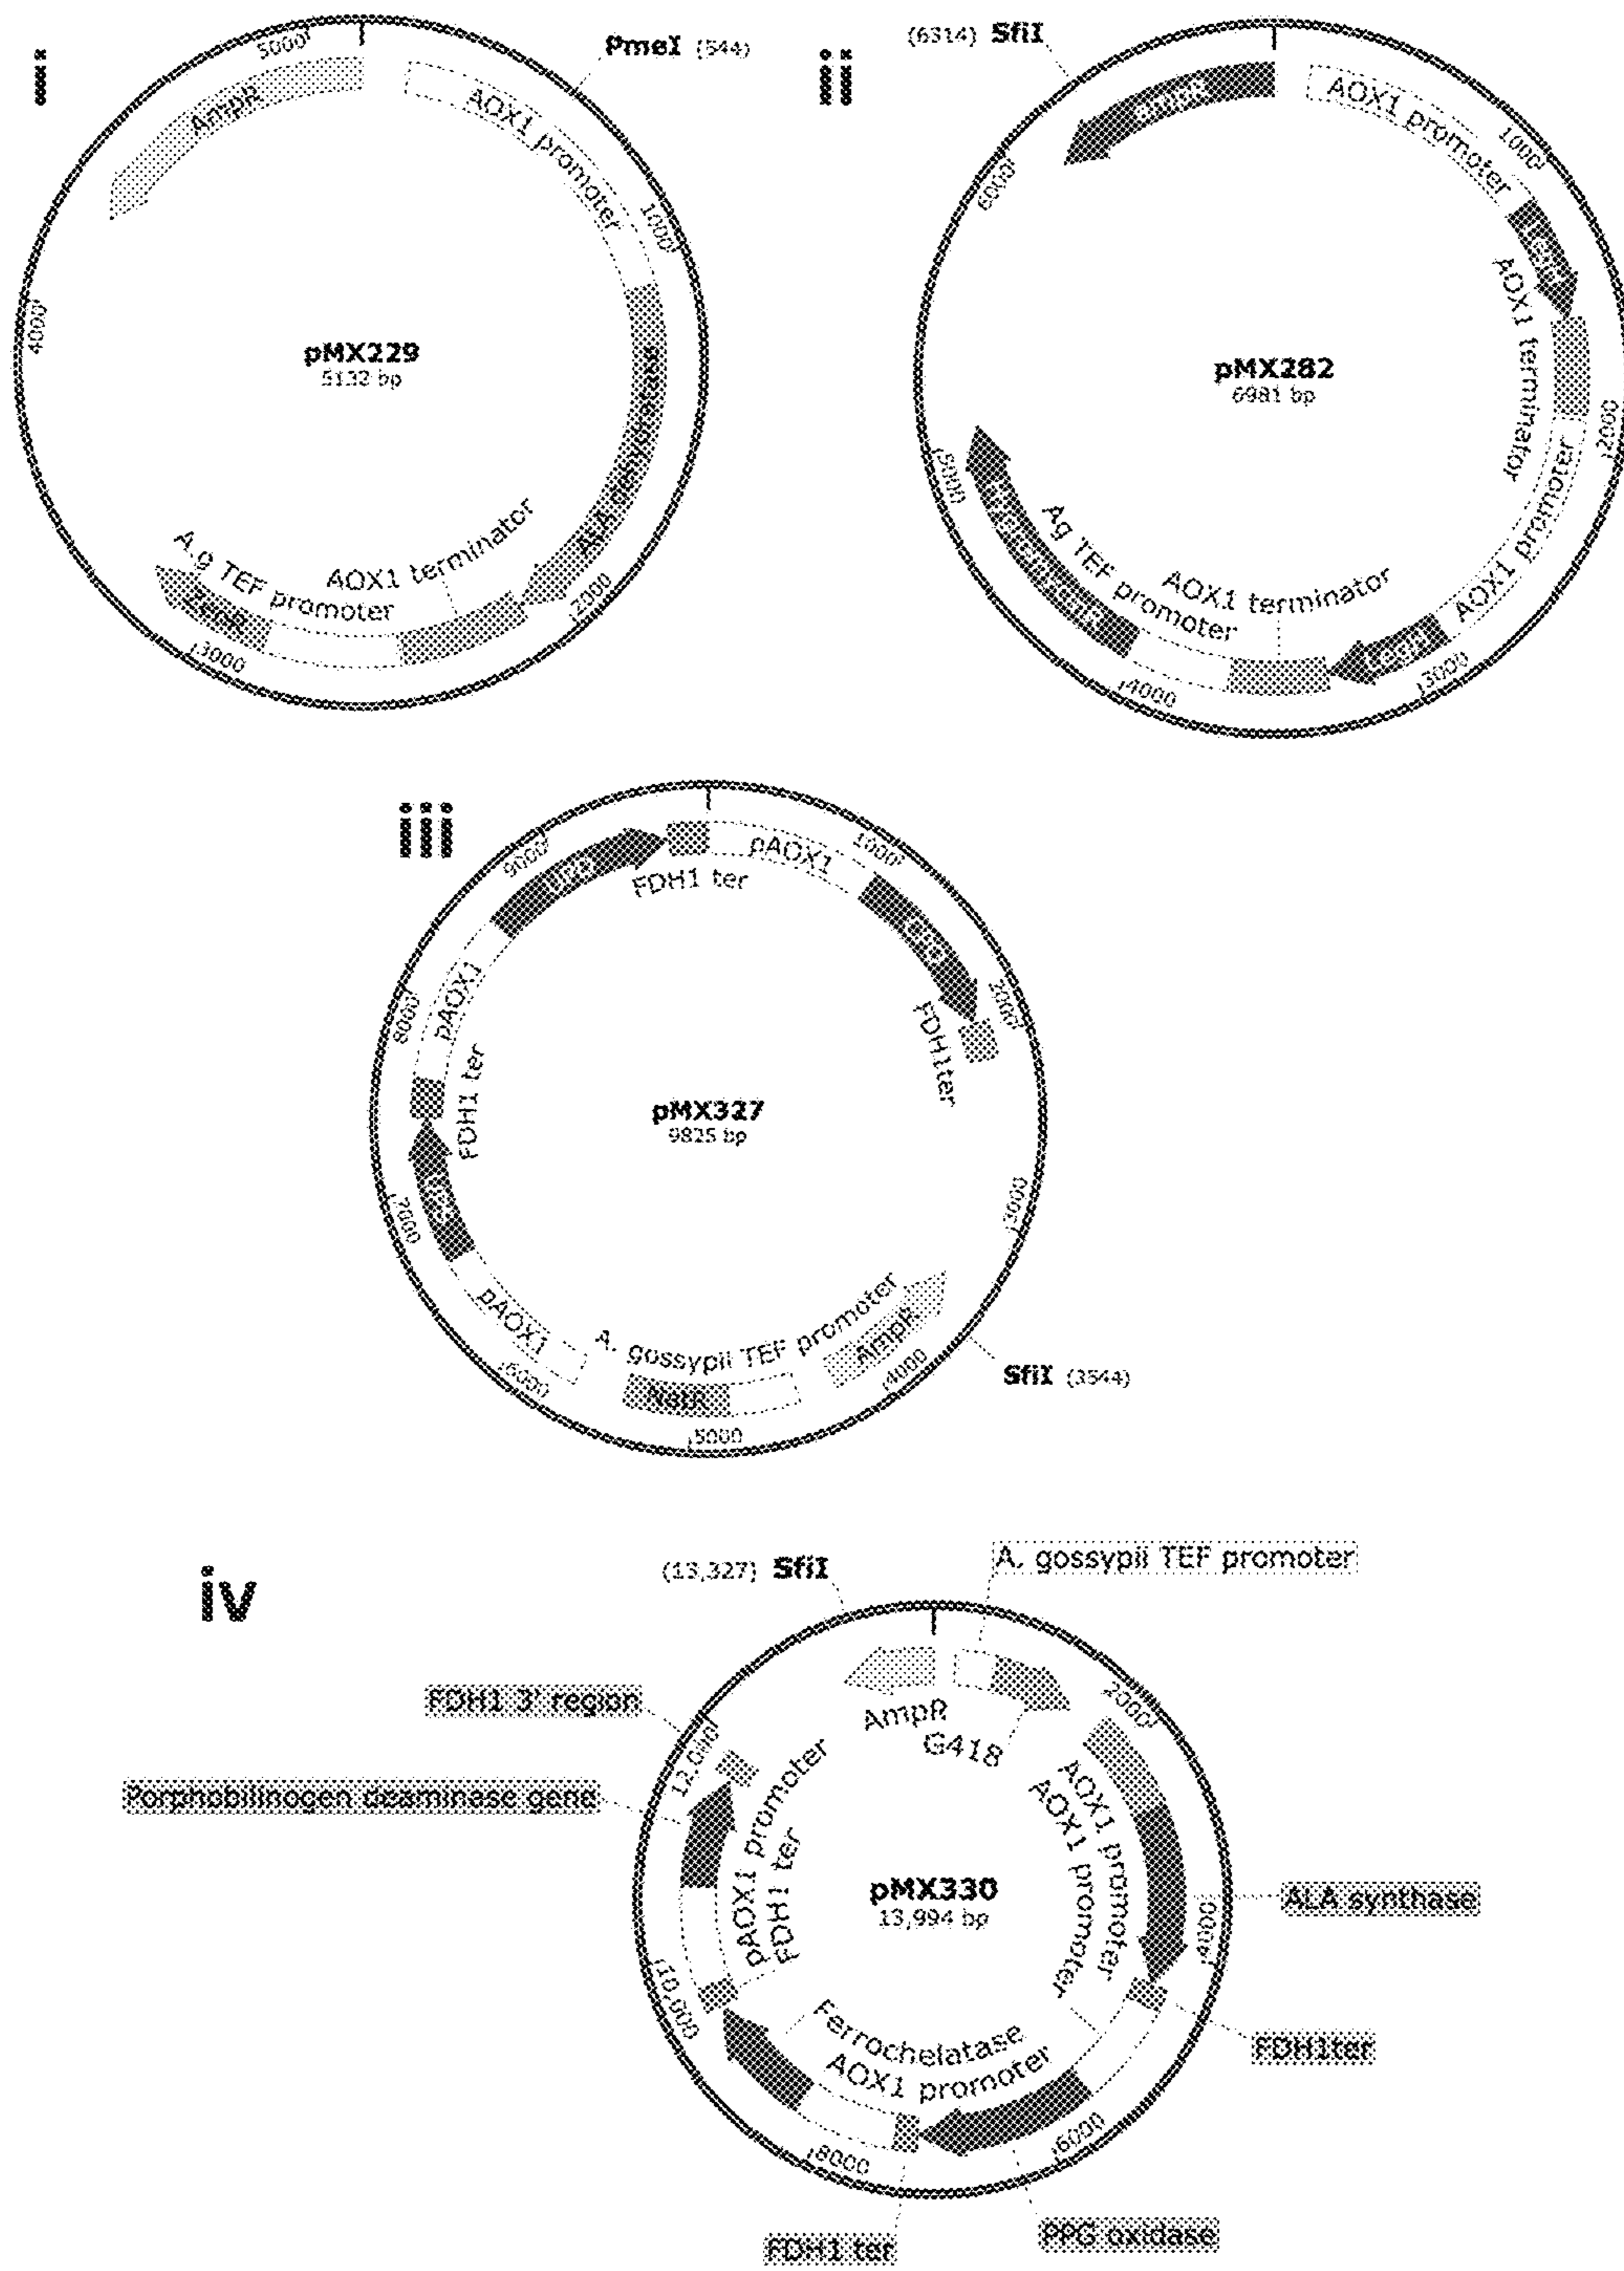 i
5000
PmeI (544)
AmpR
AOX1 promoter
1000
4000
pMX229
5132 bp
ALA dehydratase
AOX1 terminator
A.g TEF promoter
ZeoR
2000
3000
ii
(6314) SfiI
AOX1 promoter
1000
6000
AOX1 terminator
pMX282
6981 bp
2000
AOX1 promoter
5000
Ag TEF promoter
AOX1 terminator
LegH
3000
4000
iii
9000
pAOX1
1000
FDH1 ter
2000
FDH1ter
pAOX1
8000
FDH1 ter
pMX327
9825 bp
7000
3000
pAOX1
A. gossypii TEF promoter
AmpR
6000
NatR
4000
5000
SfiI (3544)
iv
(13,327) SfiI
A. gossypii TEF promoter
FDH1 3' region
AmpR
G418
2000
12,000
Porphobilinogen deaminase gene
pAOX1 promoter
FDH1 ter
AOX1 promoter
AOX1 promoter
pMX330
13,994 bp
ALA synthase
4000
10,000
Ferrochelatase
AOX1 promoter
FDH1ter
6000
8000
FDH1 ter
PPG oxidase